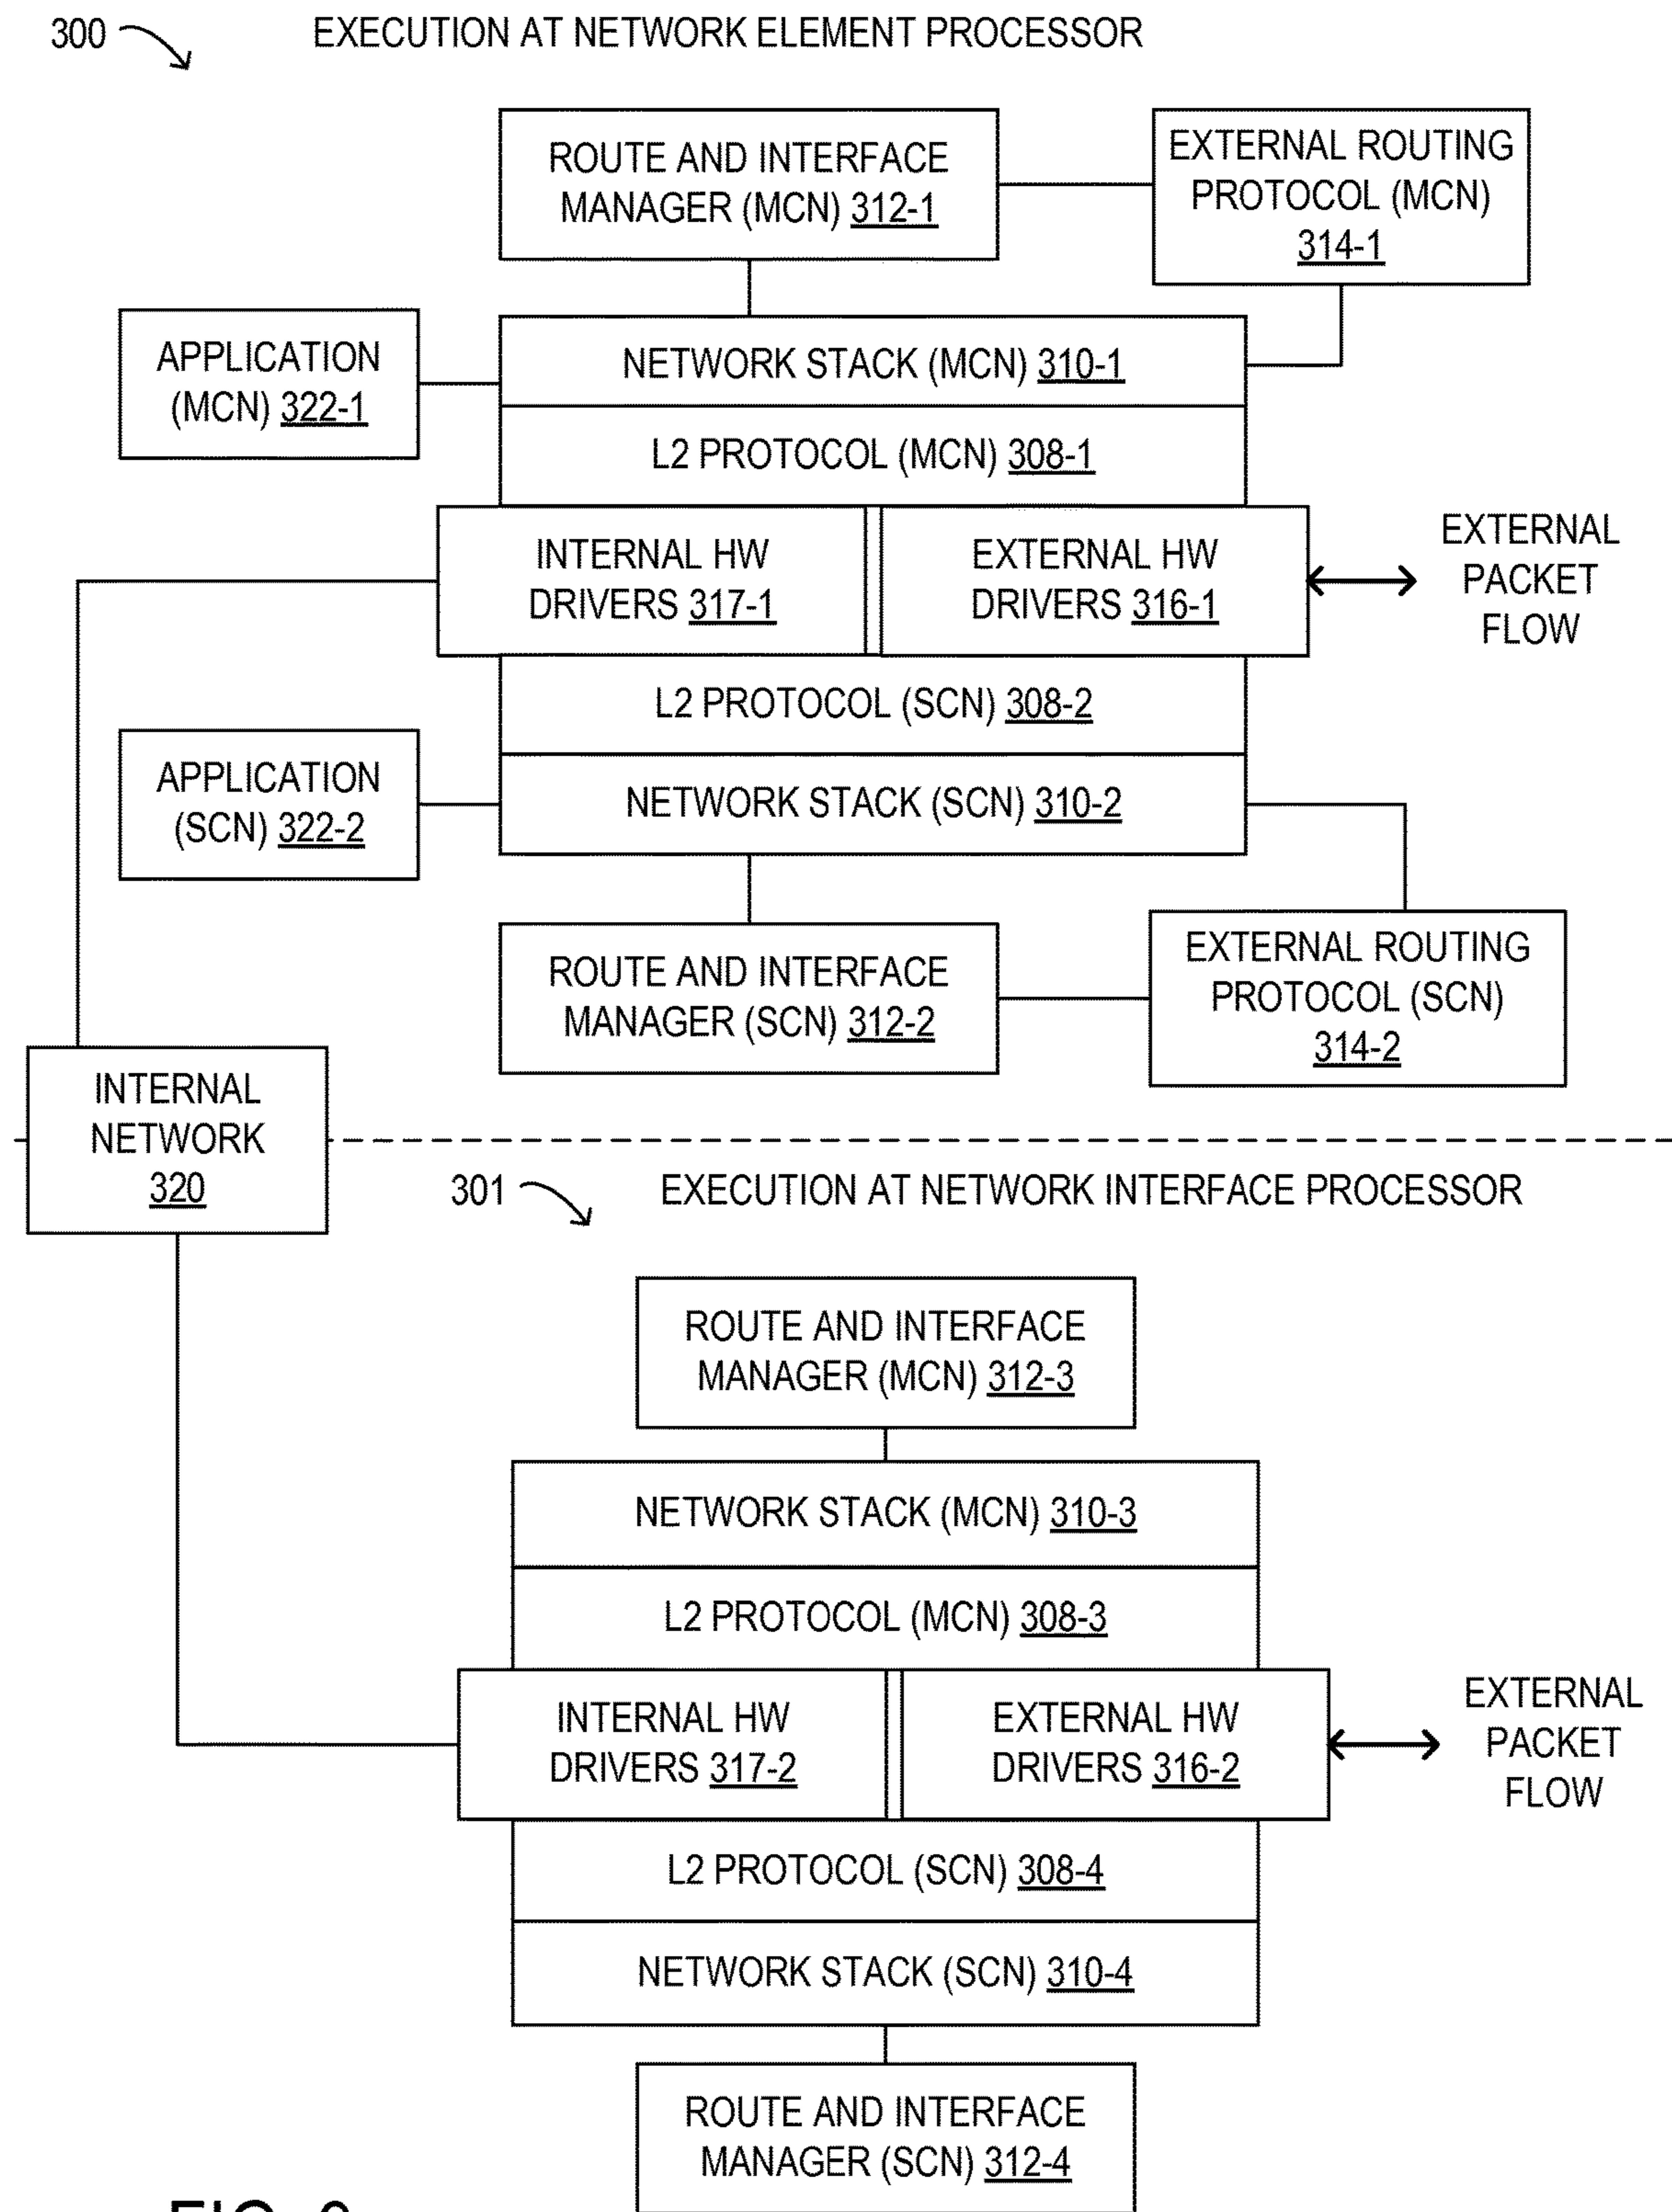 300
EXECUTION AT NETWORK ELEMENT PROCESSOR
ROUTE AND INTERFACE
MANAGER (MCN) 312-1
EXTERNAL ROUTING
PROTOCOL (MCN)
314-1
APPLICATION
(MCN) 322-1
NETWORK STACK (MCN) 310-1
L2 PROTOCOL (MCN) 308-1
INTERNAL HW
DRIVERS 317-1
EXTERNAL HW
DRIVERS 316-1
EXTERNAL
PACKET
FLOW
L2 PROTOCOL (SCN) 308-2
APPLICATION
(SCN) 322-2
NETWORK STACK (SCN) 310-2
ROUTE AND INTERFACE
MANAGER (SCN) 312-2
EXTERNAL ROUTING
PROTOCOL (SCN)
314-2
INTERNAL
NETWORK
320
301
EXECUTION AT NETWORK INTERFACE PROCESSOR
ROUTE AND INTERFACE
MANAGER (MCN) 312-3
NETWORK STACK (MCN) 310-3
L2 PROTOCOL (MCN) 308-3
INTERNAL HW
DRIVERS 317-2
EXTERNAL HW
DRIVERS 316-2
EXTERNAL
PACKET
FLOW
L2 PROTOCOL (SCN) 308-4
NETWORK STACK (SCN) 310-4
ROUTE AND INTERFACE
MANAGER (SCN) 312-4
FIG.